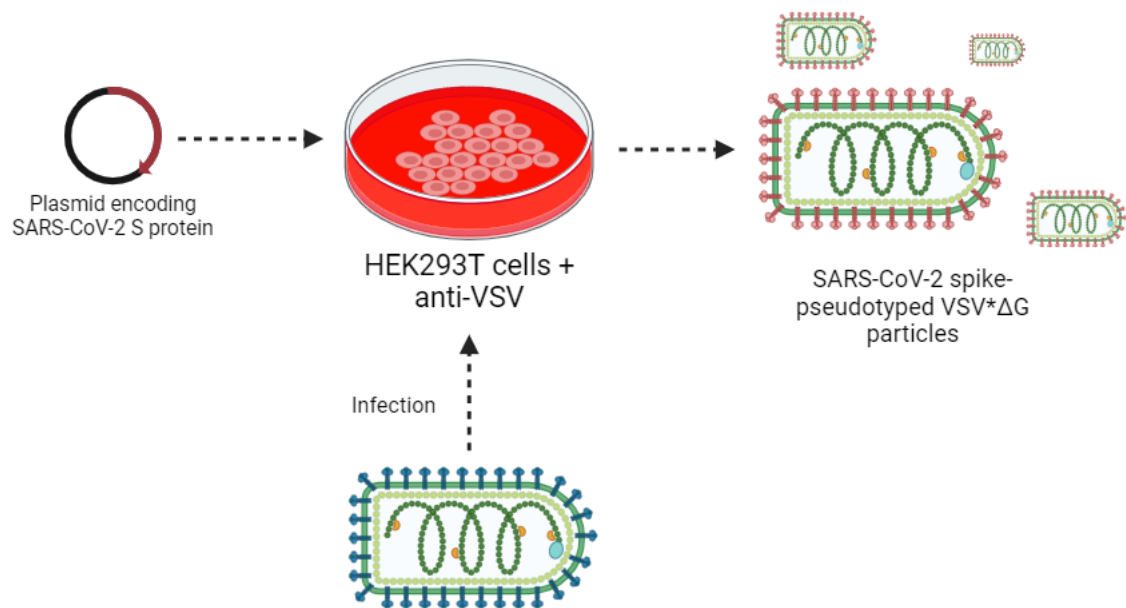 Plasmid encoding
SARS-CoV-2 S protein
HEK293T cells +
anti-VSV
SARS-CoV-2 spike-
pseudotyped VSV*ΔG
particles
Infection